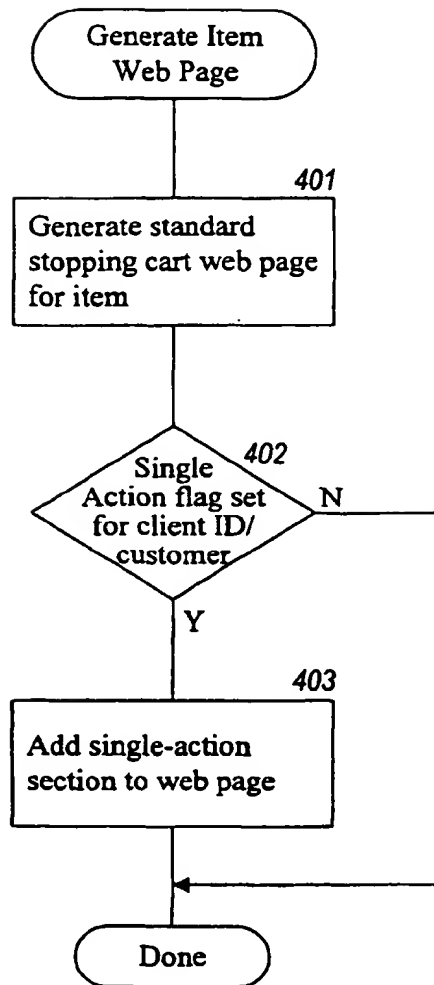 Generate Item
Web Page
401
Generate standard
stopping cart web page
for item
402
Single
Action flag set
for client ID/
customer
N
Y
403
Add single-action
section to web page
Done